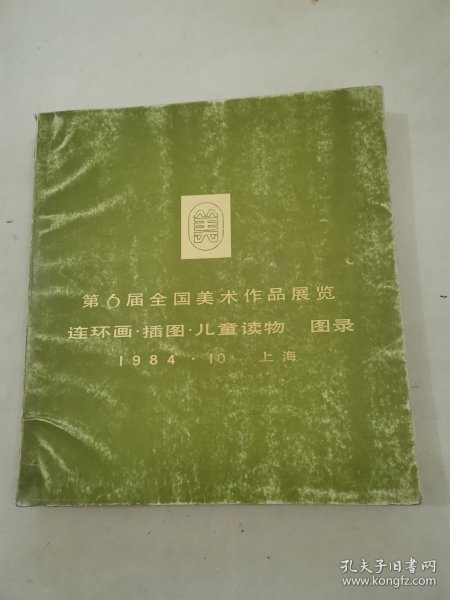 美
第6届全国美术作品展览
连环画·插图·儿童读物 图录
1984·10 上海
孔夫子旧书网
www.kongfz.com